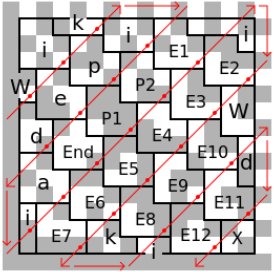 k
i i i
E1
p E2
W P2
e E3
P1 W
d E4
End E10
E5 d
a E9
i E6 E11
E8
E7 k E12 X
i